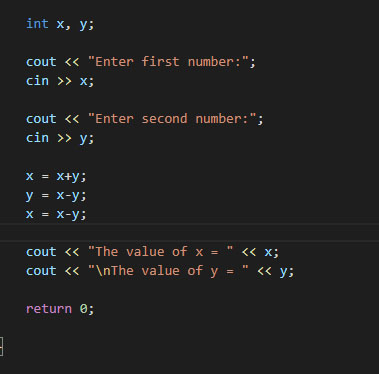 int x, y;
cout << "Enter first number:";
cin >> x;
cout << "Enter second number:";
cin >> y;
x = x+y;
y = x-y;
x = x-y;
cout << "The value of x = " << x;
cout << "\nThe value of y = " << y;
return 0;
}